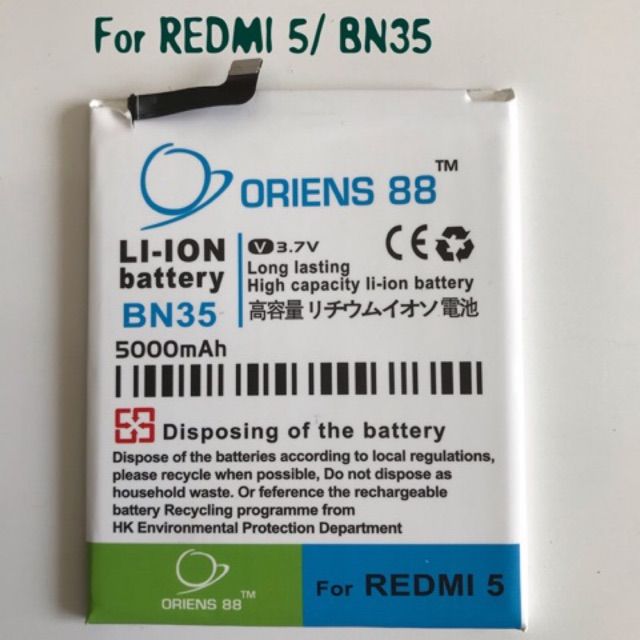 For REDMI 5/ BN35
ORIENS 88™
LI-ION
battery
BN35
5000mAh
V 3.7V
CE
Long lasting
High capacity li-ion battery
高容量リチウムイオソ電池
Disposing of the battery
Dispose of the batteries according to local regulations,
please recycle when possible, Do not dispose as
household waste. Or feference the rechargeable
battery Recycling programme from
HK Environmental Protection Department
ORIENS 88™
For REDMI 5